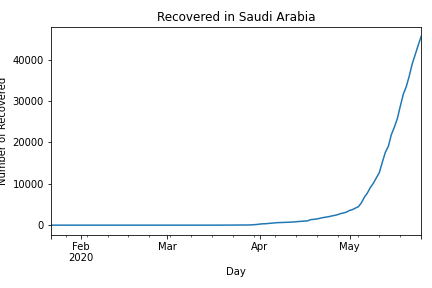 Recovered in Saudi Arabia
Number of Recovered
40000
30000
20000
10000
0
Feb
2020
Mar
Apr
May
Day